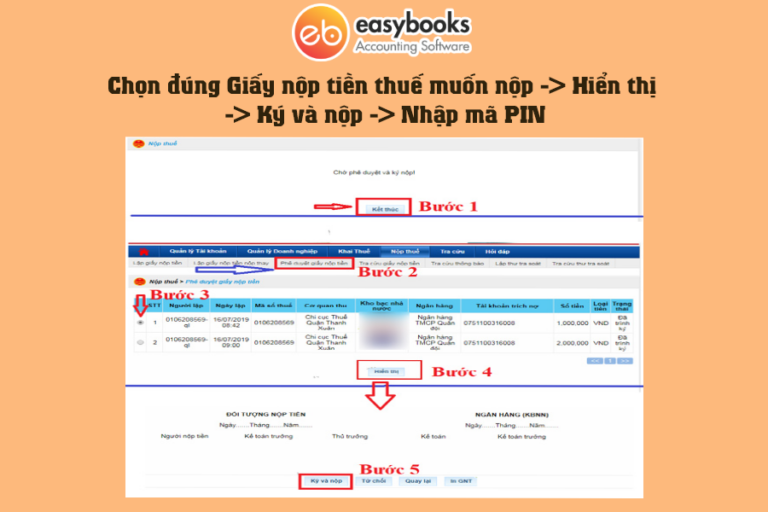 eb easybooks
Accounting Software
Chọn đúng Giấy nộp tiền thuế muốn nộp -> Hiển thị
-> Ký và nộp -> Nhập mã PIN
Nộp thuế
Chờ phê duyệt và ký nộp!
Kết thúc
Bước 1
Quản lý Tài khoản Quản lý Doanh nghiệp Khai Thuế Nộp thuế Tra cứu Hỏi đáp
Lập giấy nộp tiền Lập giấy nộp tiền nộp thay Phê duyệt giấy nộp tiền Tra cứu giấy nộp tiền Tra cứu thông báo Lập thư tra soát Tra cứu thư tra soát
Bước 2
Nộp thuế > Phê duyệt giấy nộp tiền
Bước 3
STT Người lập Ngày lập Mã số thuế Cơ quan thu Kho bạc nhà nước Ngân hàng Tài khoản trích nợ Số tiền Loại tiền Trạng thái
1 0106208569-ql 16/07/2019 08:42 0106208569 Chi cục Thuế Quận Thanh Xuân Ngân hàng TMCP Quân đội 0751100316008 1,000,000 VND Đã trình ký
2 0106208569-ql 16/07/2019 09:00 0106208569 Chi cục Thuế Quận Thanh Xuân Ngân hàng TMCP Quân đội 0751100316008 2,000,000 VND Đã trình ký
<< 1 >>
Hiển thị
Bước 4
ĐỐI TƯỢNG NỘP TIỀN NGÂN HÀNG (KBNN)
Ngày......Tháng......Năm...... Ngày......Tháng......Năm......
Người nộp tiền Kế toán trưởng Thủ trưởng Kế toán Kế toán trưởng
Bước 5
Ký và nộp Từ chối Quay lại In GNT